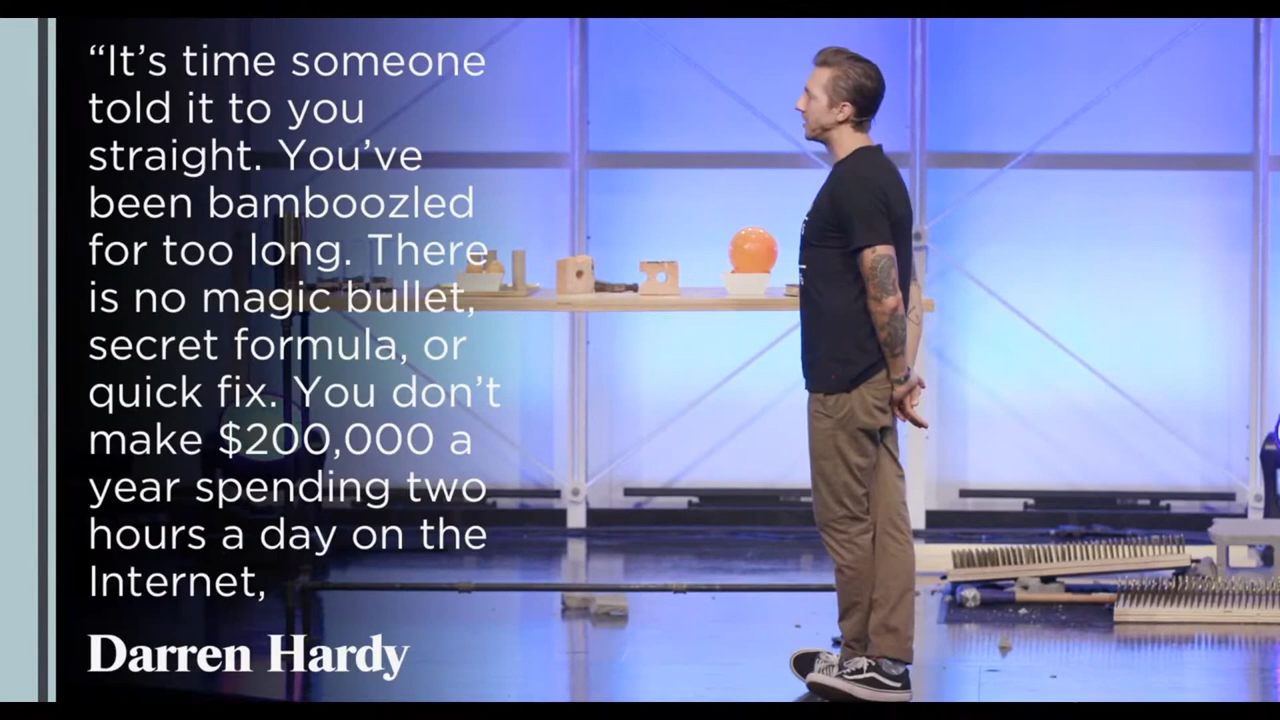 “It’s time someone
told it to you
straight. You’ve
been bamboozled
for too long. There
is no magic bullet,
secret formula, or
quick fix. You don’t
make $200,000 a
year spending two
hours a day on the
Internet,
Darren Hardy